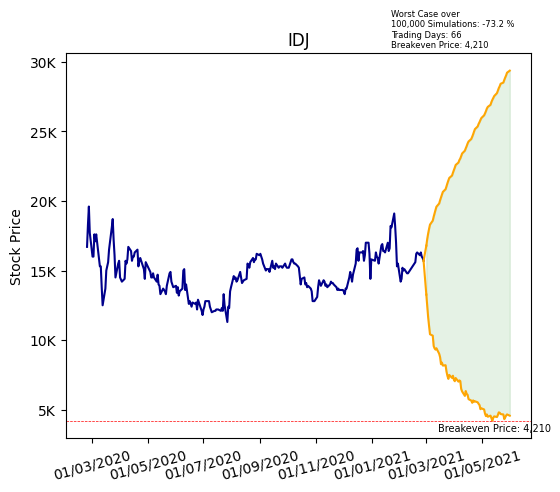 Worst Case over
100,000 Simulations: -73.2 %
Trading Days: 66
Breakeven Price: 4,210
IDJ
Stock Price
30K
25K
20K
15K
10K
5K
Breakeven Price: 4,210
01/03/2020
01/05/2020
01/07/2020
01/09/2020
01/11/2020
01/01/2021
01/03/2021
01/05/2021